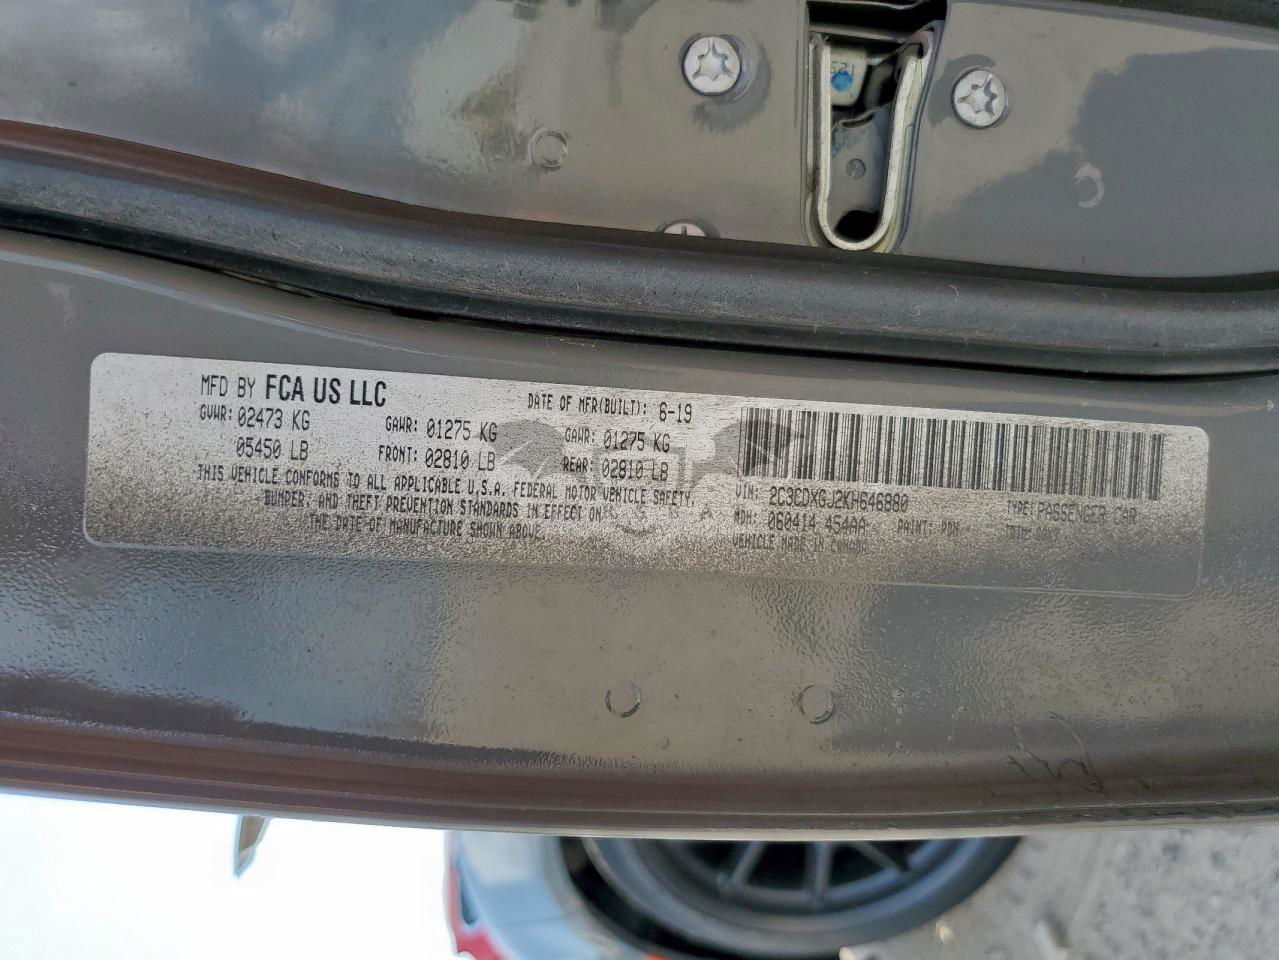 MFD BY FCA US LLC
DATE OF MFR(BUILT): 6-19
GVWR: 02473 KG GAWR: 01275 KG GAWR: 01275 KG
05450 LB FRONT: 02810 LB REAR: 02810 LB
THIS VEHICLE CONFORMS TO ALL APPLICABLE U.S.A. FEDERAL MOTOR VEHICLE SAFETY,
BUMPER, AND THEFT PREVENTION STANDARDS IN EFFECT ON
THE DATE OF MANUFACTURE SHOWN ABOVE.
VIN: 2C3CDXGJ2KH646880 TYPE: PASSENGER CAR
MDH: 060414 454AA PAINT: PDN
VEHICLE MADE IN CANADA